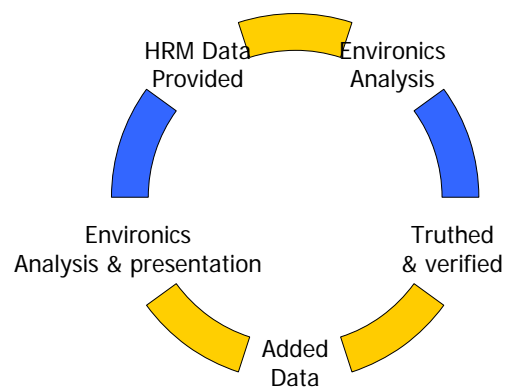 HRM Data
Provided
Environics
Analysis
Truthed
& verified
Added
Data
Environics
Analysis & presentation